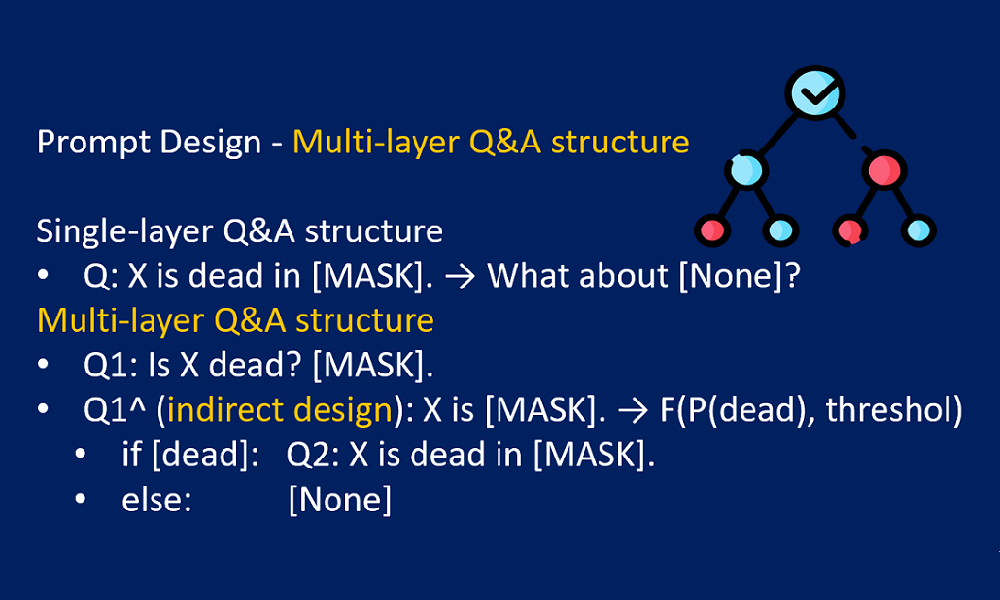 Prompt Design - Multi-layer Q&A structure
Single-layer Q&A structure
• Q: X is dead in [MASK]. → What about [None]?
Multi-layer Q&A structure
• Q1: Is X dead? [MASK].
• Q1^ (indirect design): X is [MASK]. → F(P(dead), threshol)
• if [dead]: Q2: X is dead in [MASK].
• else: [None]